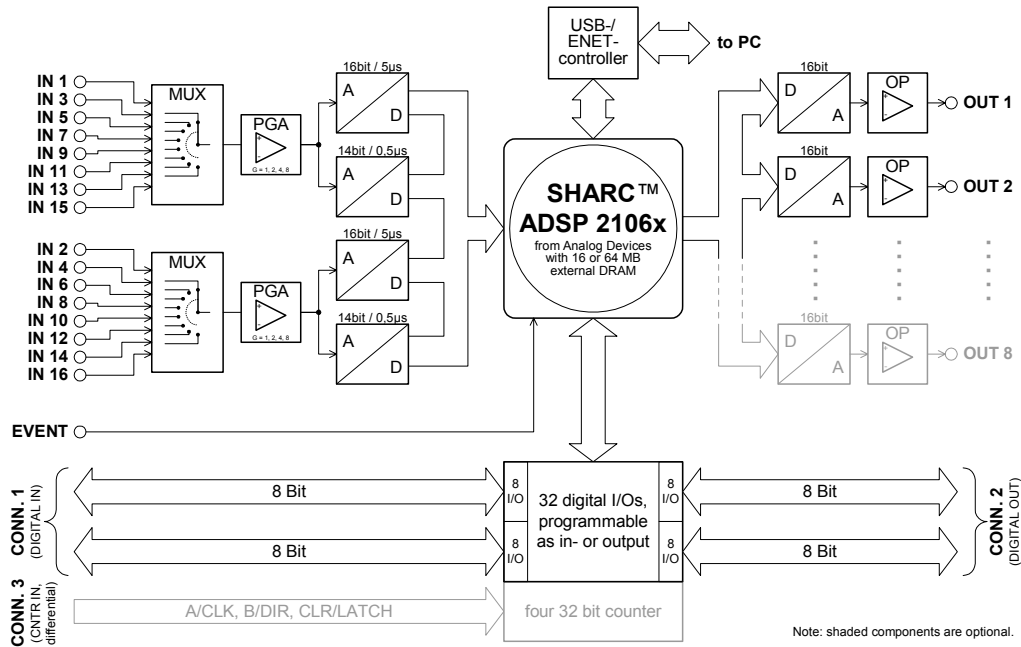 USB-/
ENET-
controller
to PC
16bit / 5µs
16bit
IN 1
IN 3
IN 5
IN 7
IN 9
IN 11
IN 13
IN 15
MUX
PGA
G = 1, 2, 4, 8
A
D
14bit / 0,5µs
A
D
D
A
OP
OUT 1
16bit
D
A
OP
OUT 2
SHARC™
ADSP 2106x
from Analog Devices
with 16 or 64 MB
external DRAM
IN 2
IN 4
IN 6
IN 8
IN 10
IN 12
IN 14
IN 16
MUX
PGA
G = 1, 2, 4, 8
16bit / 5µs
A
D
14bit / 0,5µs
A
D
16bit
D
A
OP
OUT 8
EVENT
CONN. 1
(DIGITAL IN)
8 Bit
8 Bit
8
I/O
8
I/O
32 digital I/Os,
programmable
as in- or output
8
I/O
8
I/O
8 Bit
8 Bit
CONN. 2
(DIGITAL OUT)
CONN. 3
(CNTR IN,
differential)
A/CLK, B/DIR, CLR/LATCH
four 32 bit counter
Note: shaded components are optional.